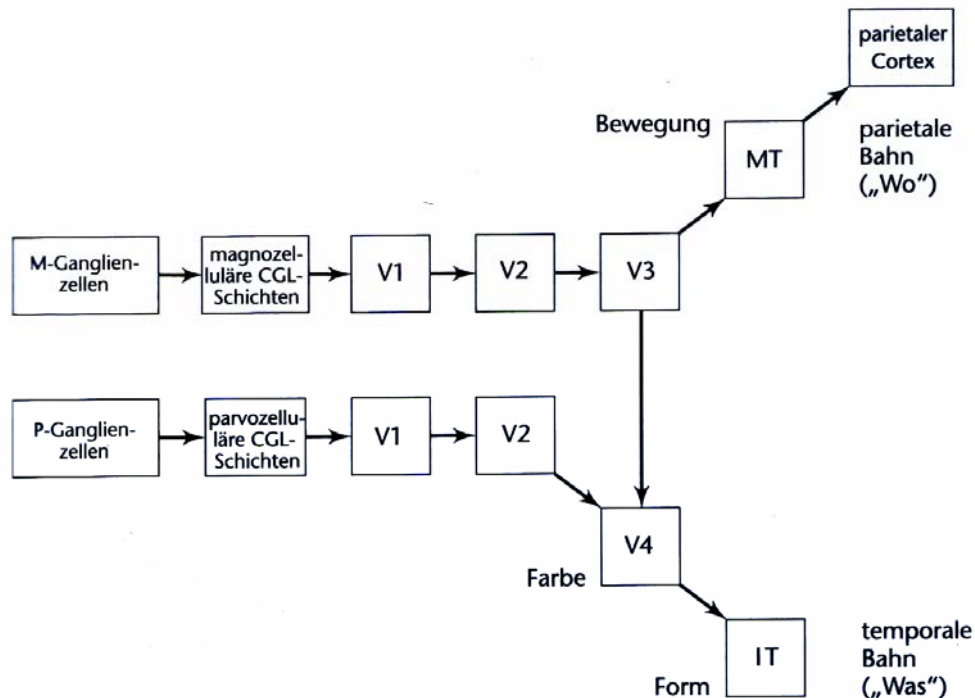 parietaler
Cortex
Bewegung
MT
parietale
Bahn
(„Wo“)
M-Ganglien-
zellen
magnozel-
luläre CGL-
Schichten
V1
V2
V3
P-Ganglien-
zellen
parvozellu-
läre CGL-
Schichten
V1
V2
V4
Farbe
IT
Form
temporale
Bahn
(„Was“)